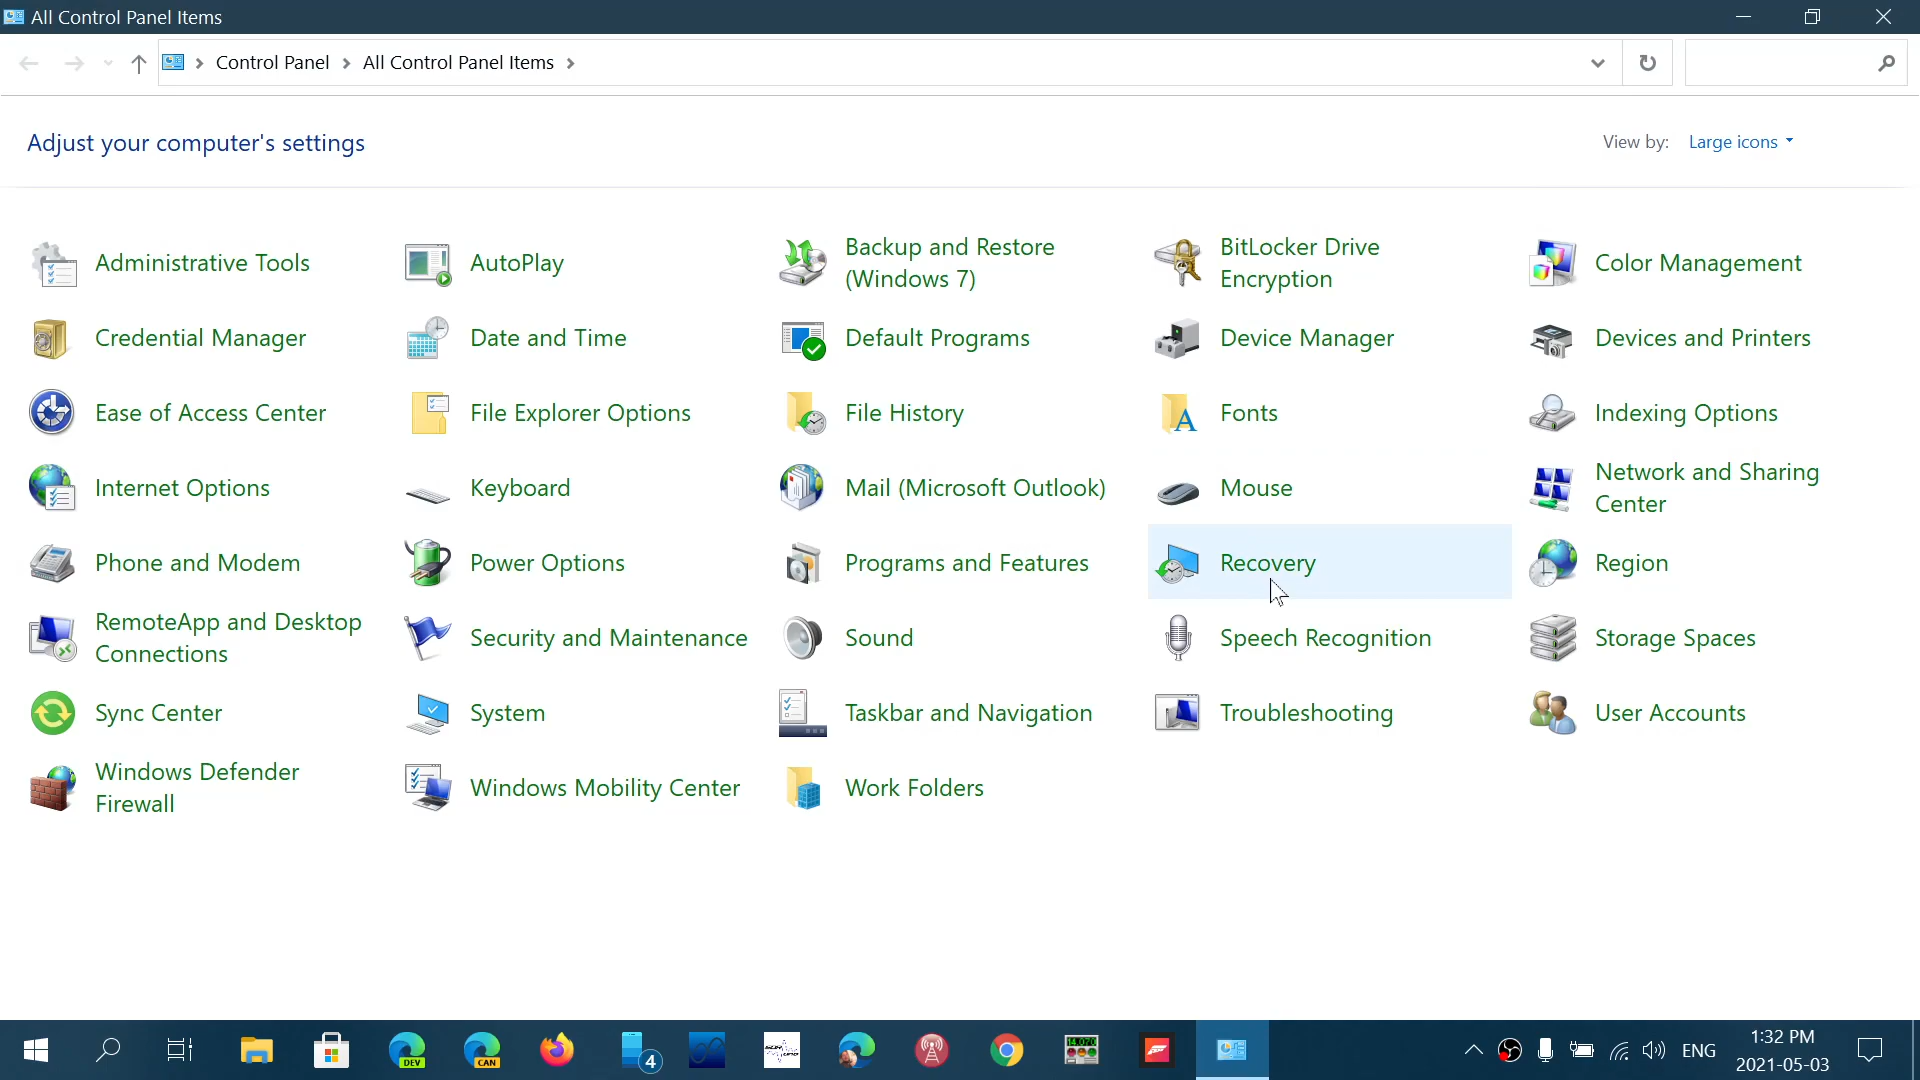 All Control Panel Items
Control Panel
All Control Panel Items
Adjust your computer's settings
View by:
Large icons
Administrative Tools
AutoPlay
Backup and Restore
(Windows 7)
BitLocker Drive
Encryption
Color Management
Credential Manager
Date and Time
Default Programs
Device Manager
Devices and Printers
Ease of Access Center
File Explorer Options
File History
Fonts
Indexing Options
Internet Options
Keyboard
Mail (Microsoft Outlook)
Mouse
Network and Sharing
Center
Phone and Modem
Power Options
Programs and Features
Recovery
Region
RemoteApp and Desktop
Connections
Security and Maintenance
Sound
Speech Recognition
Storage Spaces
Sync Center
System
Taskbar and Navigation
Troubleshooting
User Accounts
Windows Defender
Firewall
Windows Mobility Center
Work Folders
DEV
CAN
4
14.070
ENG
1:32 PM
2021-05-03